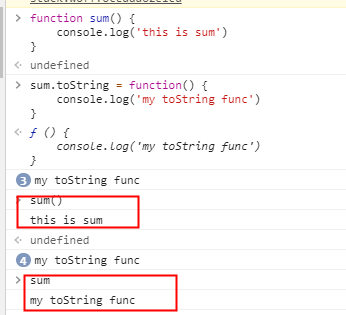 function sum() {
console.log('this is sum')
}
undefined
sum.toString = function() {
console.log('my toString func')
}
ƒ () {
console.log('my toString func')
}
3 my toString func
sum()
this is sum
undefined
4 my toString func
sum
my toString func